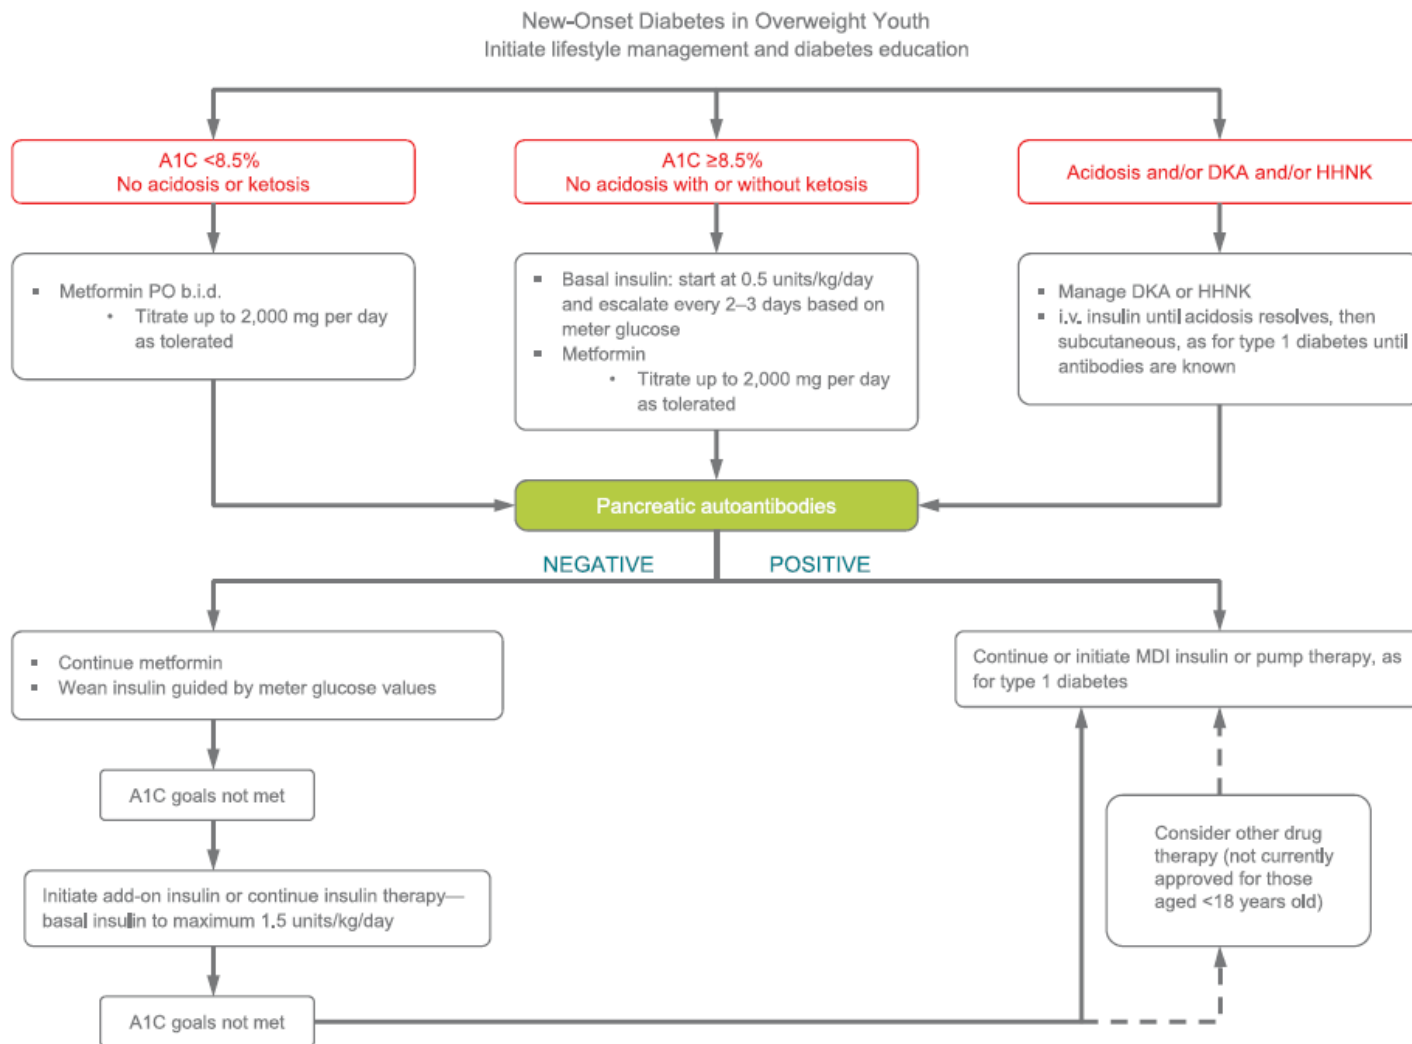 New-Onset Diabetes in Overweight Youth
Initiate lifestyle management and diabetes education
A1C <8.5%
No acidosis or ketosis
A1C ≥8.5%
No acidosis with or without ketosis
Acidosis and/or DKA and/or HHNK
▪ Metformin PO b.i.d.
• Titrate up to 2,000 mg per day
as tolerated
▪ Basal insulin: start at 0.5 units/kg/day
and escalate every 2–3 days based on
meter glucose
▪ Metformin
• Titrate up to 2,000 mg per day
as tolerated
▪ Manage DKA or HHNK
▪ i.v. insulin until acidosis resolves, then
subcutaneous, as for type 1 diabetes until
antibodies are known
Pancreatic autoantibodies
NEGATIVE
POSITIVE
▪ Continue metformin
▪ Wean insulin guided by meter glucose values
Continue or initiate MDI insulin or pump therapy, as
for type 1 diabetes
A1C goals not met
Initiate add-on insulin or continue insulin therapy—
basal insulin to maximum 1.5 units/kg/day
Consider other drug
therapy (not currently
approved for those
aged <18 years old)
A1C goals not met